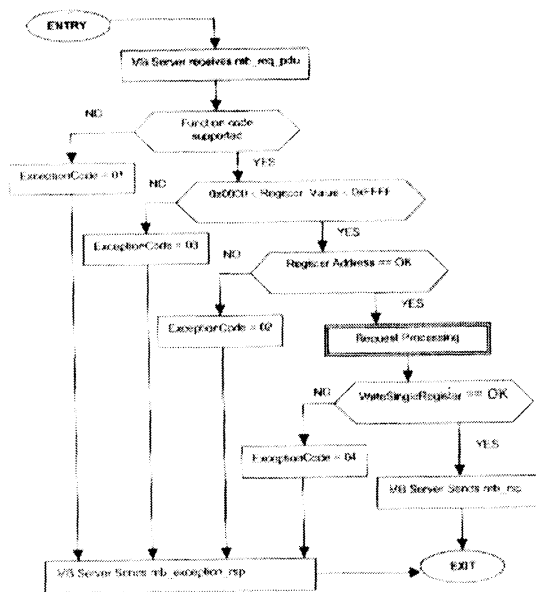 ENTRY
MB Server receives mb_req_pdu
NO
Function code
supported
ExceptionCode = 01
YES
NO
0x0000 Register Value 0xFFFF
ExceptionCode = 03
YES
NO
Register Address == OK
ExceptionCode = 02
YES
Request Processing
NO
WriteSingleRegister == OK
YES
ExceptionCode = 04
MB Server Sends mb_rsp
MB Server Sends mb_exception_rsp
EXIT